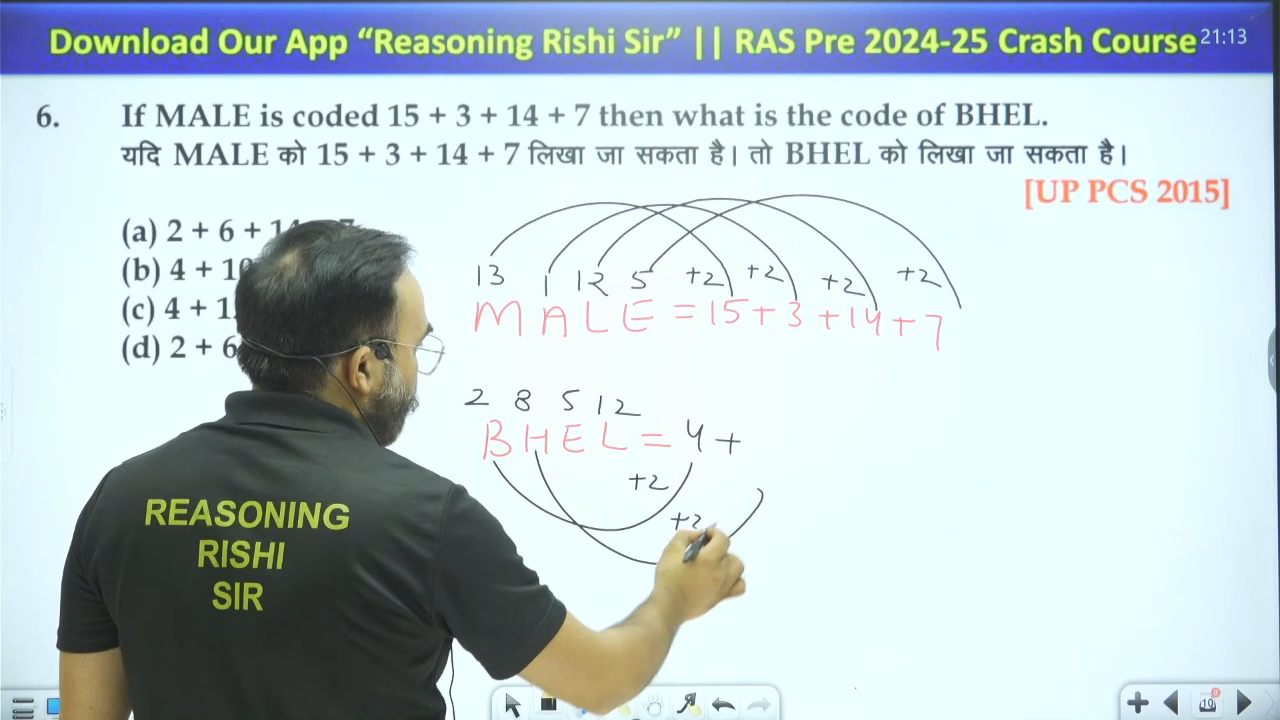 Download Our App “Reasoning Rishi Sir” || RAS Pre 2024-25 Crash Course
21:13
6. If MALE is coded 15 + 3 + 14 + 7 then what is the code of BHEL.
यदि MALE को 15 + 3 + 14 + 7 लिखा जा सकता है। तो BHEL को लिखा जा सकता है।
[UP PCS 2015]
(a) 2 + 6 +
(b) 4 +
(c) 4 +
(d) 2 + 6
13 1 12 5 +2 +2 +2 +2
MALE = 15 + 3 + 14 + 7
2 8 5 12
BHEL = 4 +
+2
+2
REASONING
RISHI
SIR
10